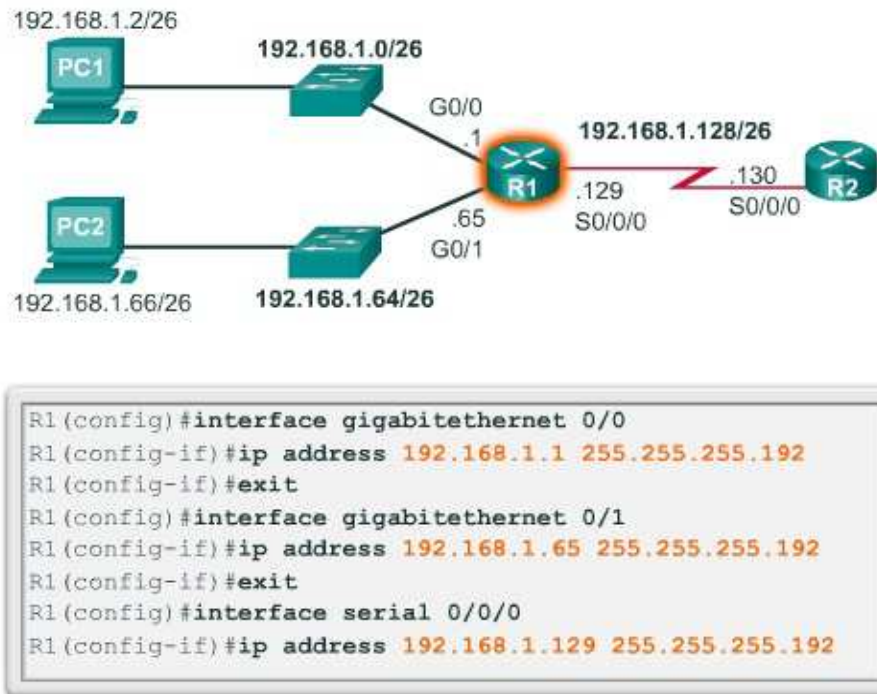 192.168.1.2/26
PC1
192.168.1.0/26
G0/0
.1
192.168.1.128/26
R1
.129
S0/0/0
.130
S0/0/0
R2
PC2
.65
G0/1
192.168.1.66/26
192.168.1.64/26
R1(config)#interface gigabitethernet 0/0
R1(config-if)#ip address 192.168.1.1 255.255.255.192
R1(config-if)#exit
R1(config)#interface gigabitethernet 0/1
R1(config-if)#ip address 192.168.1.65 255.255.255.192
R1(config-if)#exit
R1(config)#interface serial 0/0/0
R1(config-if)#ip address 192.168.1.129 255.255.255.192